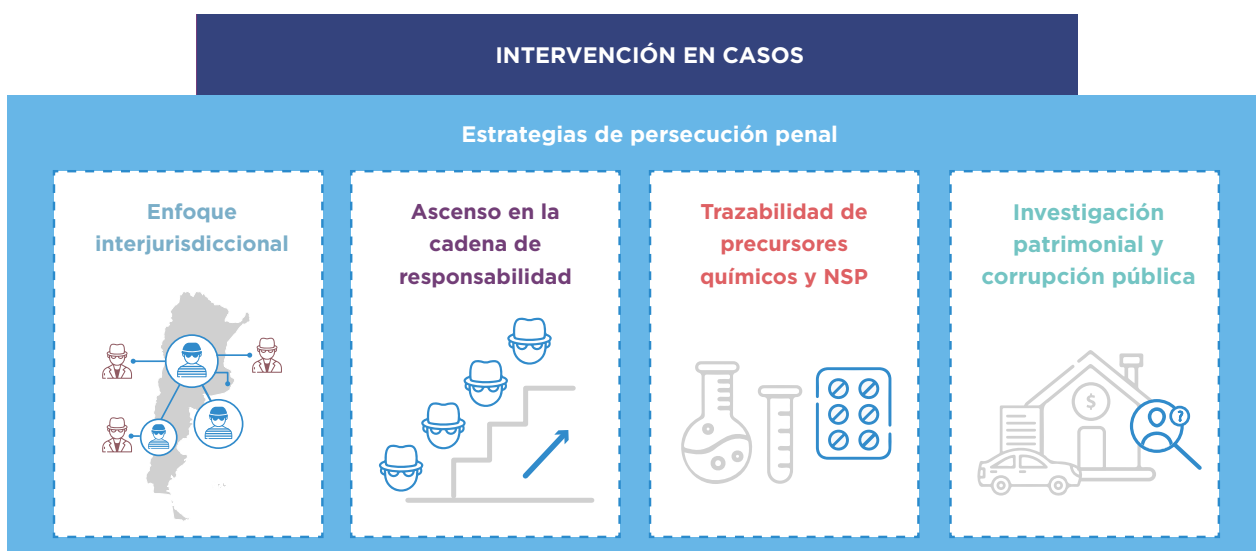 INTERVENCIÓN EN CASOS
Estrategias de persecución penal
Enfoque
interjurisdiccional
Ascenso en la
cadena de
responsabilidad
Trazabilidad de
precursores
químicos y NSP
Investigación
patrimonial y
corrupción pública
$
?